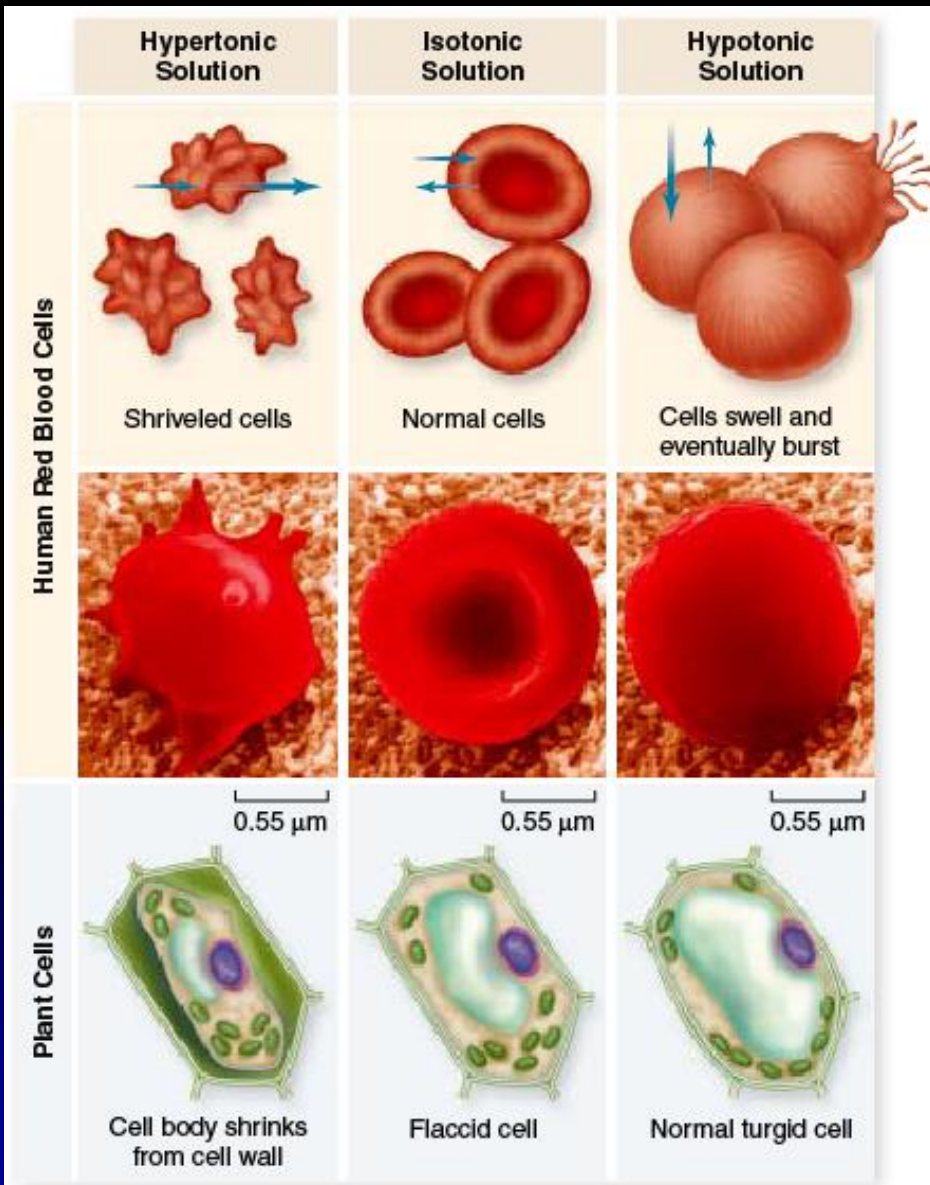 Hypertonic
Solution
Isotonic
Solution
Hypotonic
Solution
Human Red Blood Cells
Shriveled cells
Normal cells
Cells swell and
eventually burst
0.55 μm
0.55 μm
0.55 μm
Plant Cells
Cell body shrinks
from cell wall
Flaccid cell
Normal turgid cell